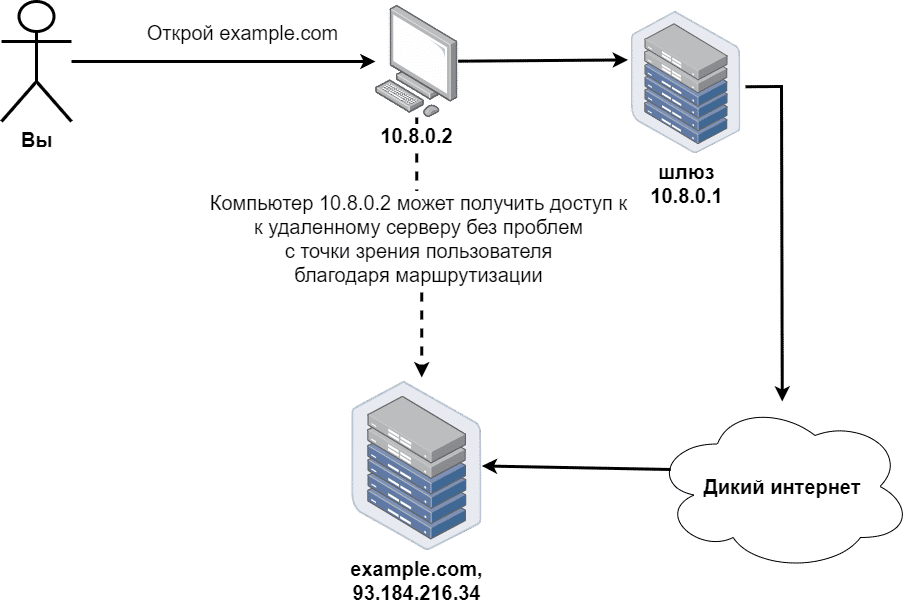 Открой example.com
Вы
10.8.0.2
шлюз
10.8.0.1
Компьютер 10.8.0.2 может получить доступ к
к удаленному серверу без проблем
с точки зрения пользователя
благодаря маршрутизации
Дикий интернет
example.com,
93.184.216.34